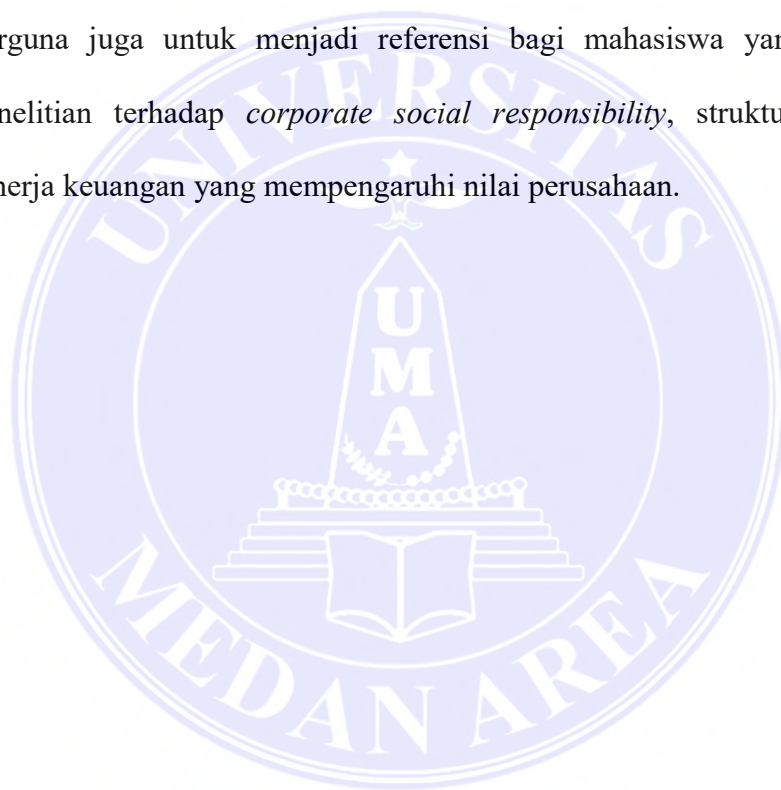 erguna juga untuk menjadi referensi bagi mahasiswa yan
nelitian terhadap corporate social responsibility, struktu
nerja keuangan yang mempengaruhi nilai perusahaan.
UNIVERSITAS
UMA
MEDAN AREA